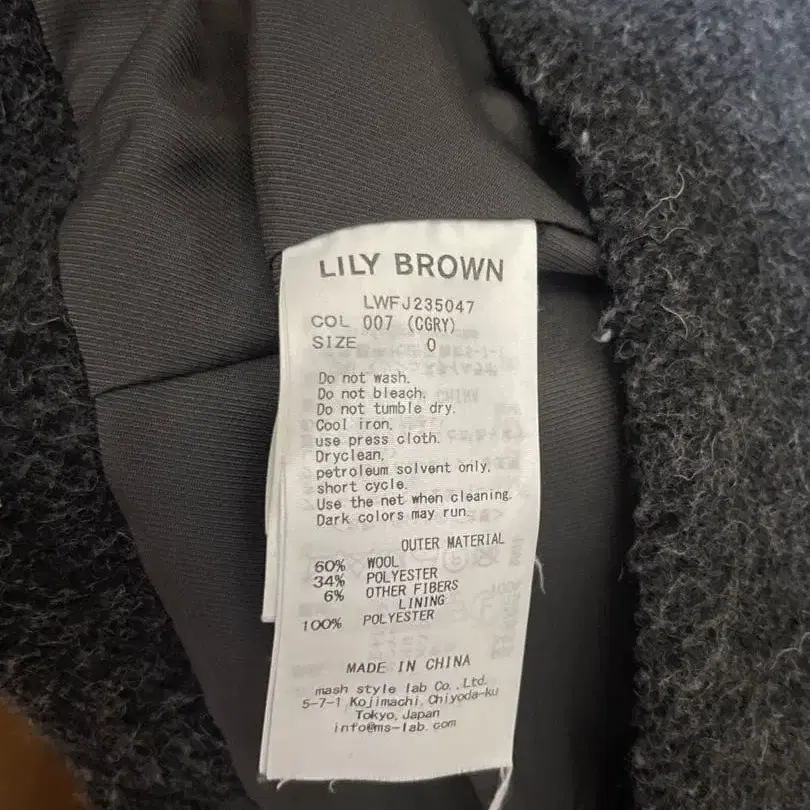 LILY BROWN
LWFJ235047
COL 007 (CGRY)
SIZE 0
Do not wash.
Do not bleach.
Do not tumble dry.
Cool iron,
use press cloth.
Dryclean,
petroleum solvent only,
short cycle.
Use the net when cleaning.
Dark colors may run.
OUTER MATERIAL
60% WOOL
34% POLYESTER
6% OTHER FIBERS
LINING
100% POLYESTER
MADE IN CHINA
mash style lab Co.,Ltd.
5-7-1 Kojimachi, Chiyoda-ku
Tokyo, Japan
info@ms-lab.com